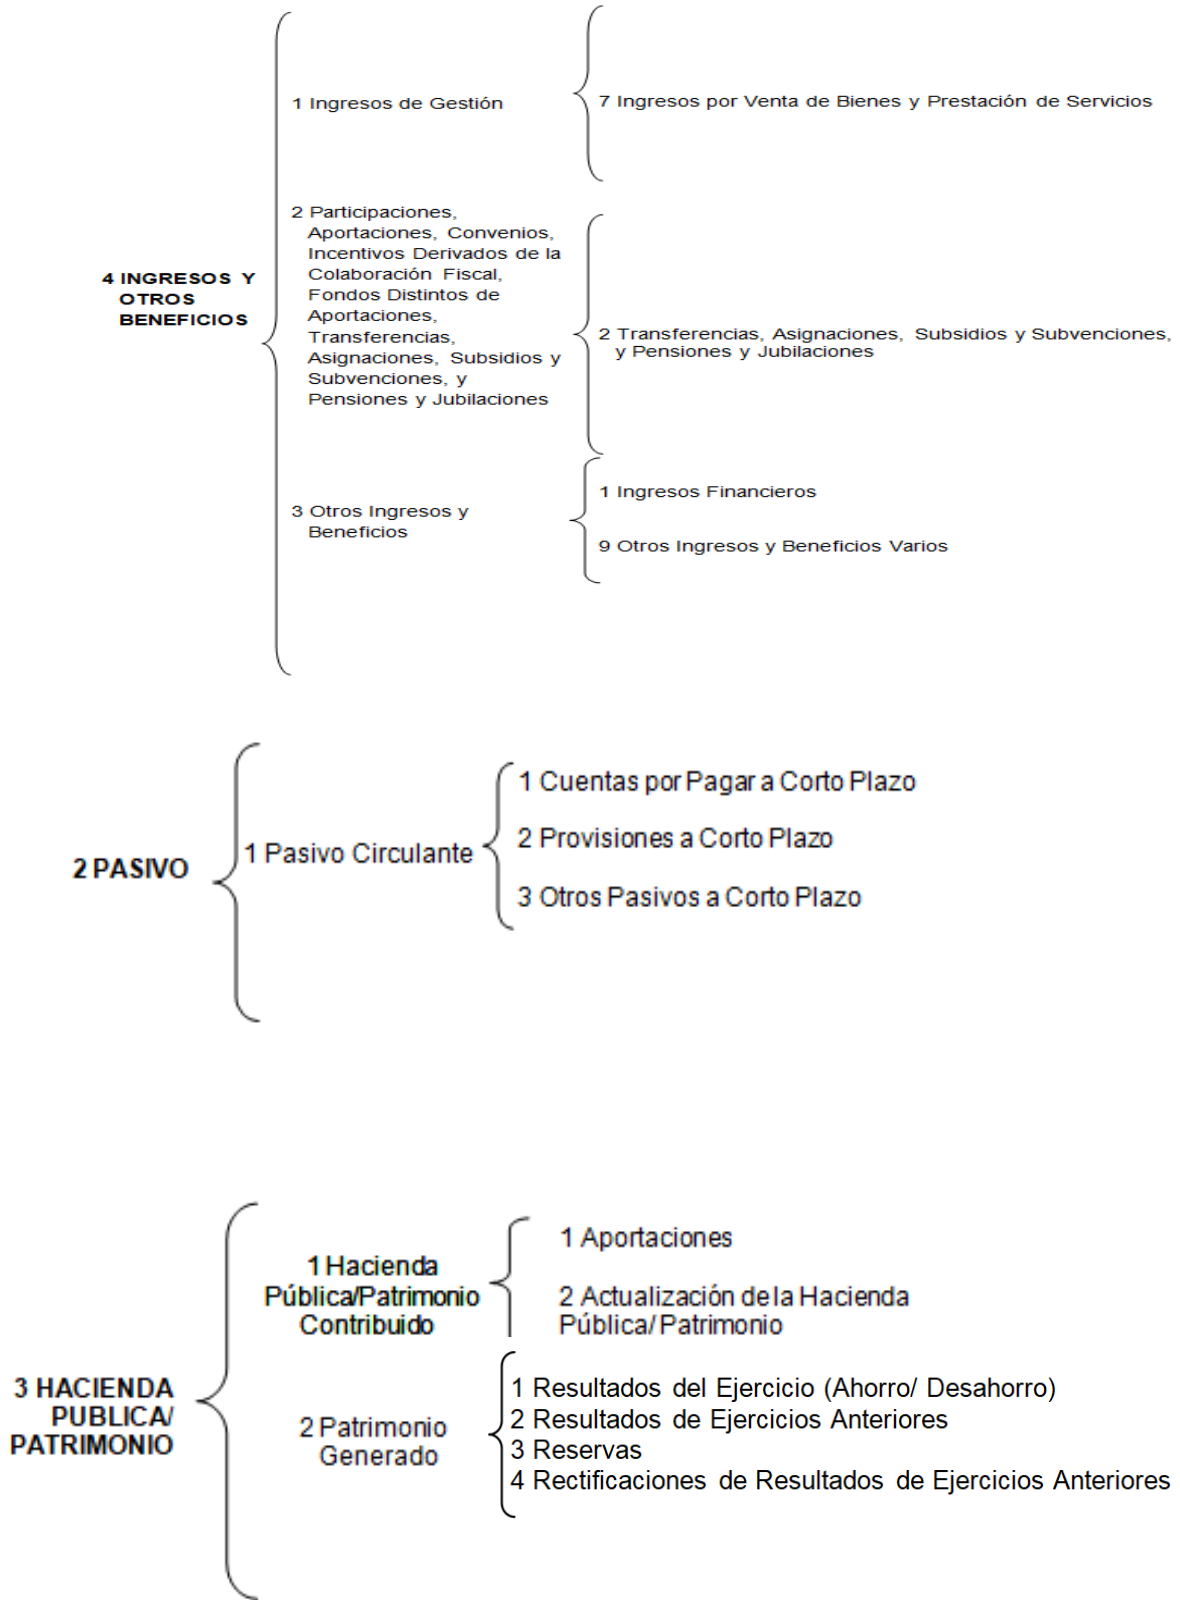 4 INGRESOS Y
OTROS
BENEFICIOS
1 Ingresos de Gestión
7 Ingresos por Venta de Bienes y Prestación de Servicios
2 Participaciones,
Aportaciones, Convenios,
Incentivos Derivados de la
Colaboración Fiscal,
Fondos Distintos de
Aportaciones,
Transferencias,
Asignaciones, Subsidios y
Subvenciones, y
Pensiones y Jubilaciones
2 Transferencias, Asignaciones, Subsidios y Subvenciones,
y Pensiones y Jubilaciones
3 Otros Ingresos y
Beneficios
1 Ingresos Financieros
9 Otros Ingresos y Beneficios Varios
2 PASIVO
1 Pasivo Circulante
1 Cuentas por Pagar a Corto Plazo
2 Provisiones a Corto Plazo
3 Otros Pasivos a Corto Plazo
3 HACIENDA
PUBLICA/
PATRIMONIO
1 Hacienda
Pública/Patrimonio
Contribuido
1 Aportaciones
2 Actualización de la Hacienda
Pública/ Patrimonio
2 Patrimonio
Generado
1 Resultados del Ejercicio (Ahorro/ Desahorro)
2 Resultados de Ejercicios Anteriores
3 Reservas
4 Rectificaciones de Resultados de Ejercicios Anteriores